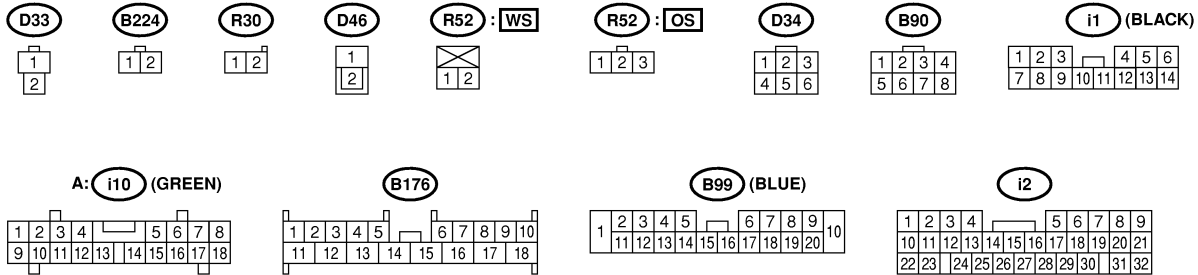 D33 B224 R30 D46 R52 : WS R52 : OS D34 B90 i1 (BLACK)
1 1 2 1 2 1 1 2 3 1 2 3 1 2 3 4 1 2 3 4 5 6
2 2 1 2 4 5 6 5 6 7 8 7 8 9 10 11 12 13 14
A: i10 (GREEN) B176 B99 (BLUE) i2
1 2 3 4 5 6 7 8 1 2 3 4 5 6 7 8 9 10 1 2 3 4 5 6 7 8 9 10 1 2 3 4 5 6 7 8 9
9 10 11 12 13 14 15 16 17 18 11 12 13 14 15 16 17 18 11 12 13 14 15 16 17 18 19 20 10 11 12 13 14 15 16 17 18 19 20 21
22 23 24 25 26 27 28 29 30 31 32